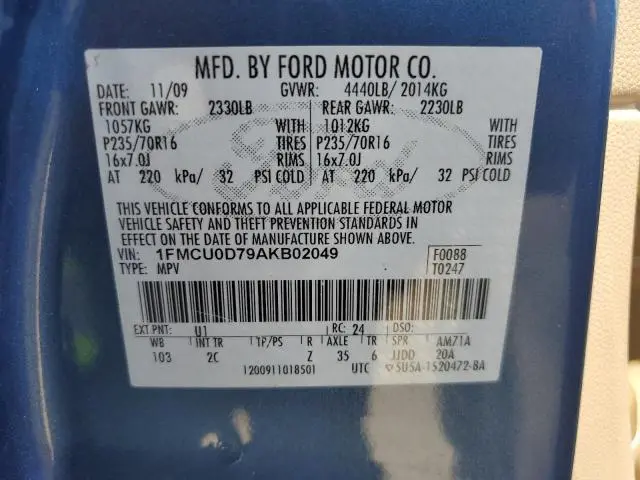 MFD. BY FORD MOTOR CO.
DATE: 11/09 GVWR: 4440LB/ 2014KG
FRONT GAWR: 2330LB REAR GAWR: 2230LB
1057KG WITH 1012KG WITH
P235/70R16 TIRES P235/70R16 TIRES
16x7.0J RIMS 16x7.0J RIMS
AT 220 kPa/ 32 PSI COLD AT 220 kPa/ 32 PSI COLD
THIS VEHICLE CONFORMS TO ALL APPLICABLE FEDERAL MOTOR
VEHICLE SAFETY AND THEFT PREVENTION STANDARDS IN
EFFECT ON THE DATE OF MANUFACTURE SHOWN ABOVE.
VIN: 1FMCU0D79AKB02049 F0088
TYPE: MPV T0247
EXT PNT: U1 RC: 24 DSO:
WB INT TR TP/PS R AXLE TR SPR AM71A
103 2C Z 35 6 JJDD 20A
1200911018501 UTC ▽5U5A-1520472-BA
Ford